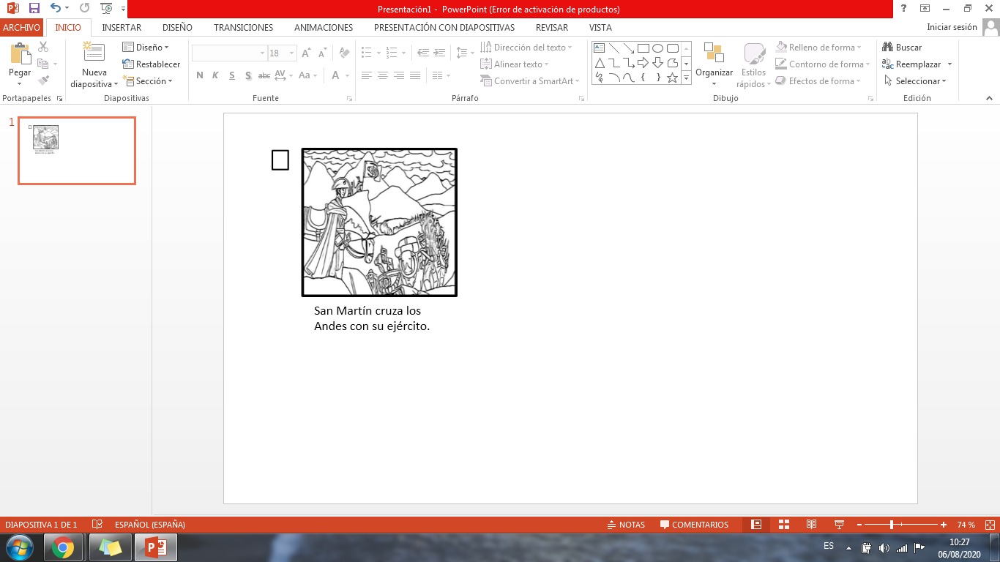 Presentación1 - PowerPoint (Error de activación de productos)
?
ARCHIVO INICIO INSERTAR DISEÑO TRANSICIONES ANIMACIONES PRESENTACIÓN CON DIAPOSITIVAS REVISAR VISTA Iniciar sesión
Pegar
Nueva
diapositiva
Diseño
Restablecer
Sección
18
N K S S abc AV Aa A
Dirección del texto
Alinear texto
Convertir a SmartArt
Organizar
Estilos
rápidos
Relleno de forma
Contorno de forma
Efectos de forma
Buscar
Reemplazar
Seleccionar
Portapapeles Diapositivas Fuente Párrafo Dibujo Edición
1
San Martín cruza los
Andes con su ejército.
DIAPOSITIVA 1 DE 1 ESPAÑOL (ESPAÑA) NOTAS COMENTARIOS 74 %
ES
10:27
06/08/2020